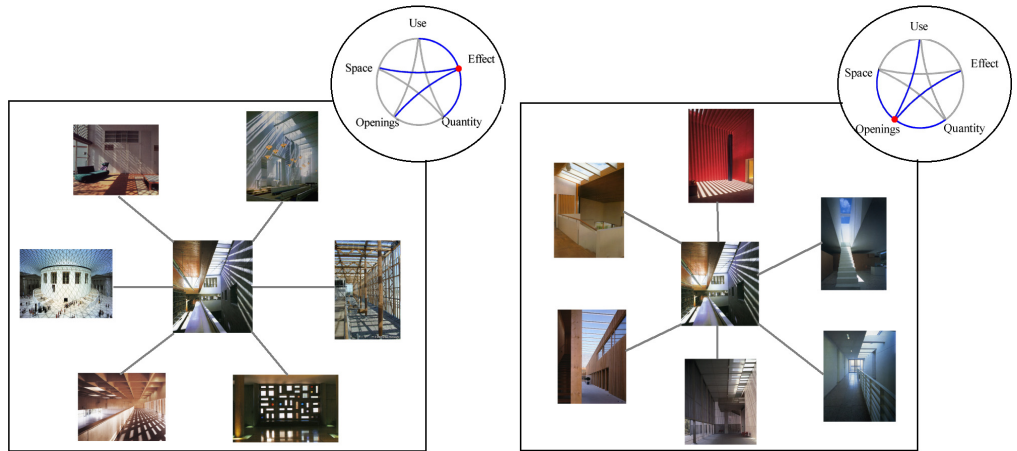 Use
Effect
Space
Openings
Quantity
Use
Effect
Space
Openings
Quantity